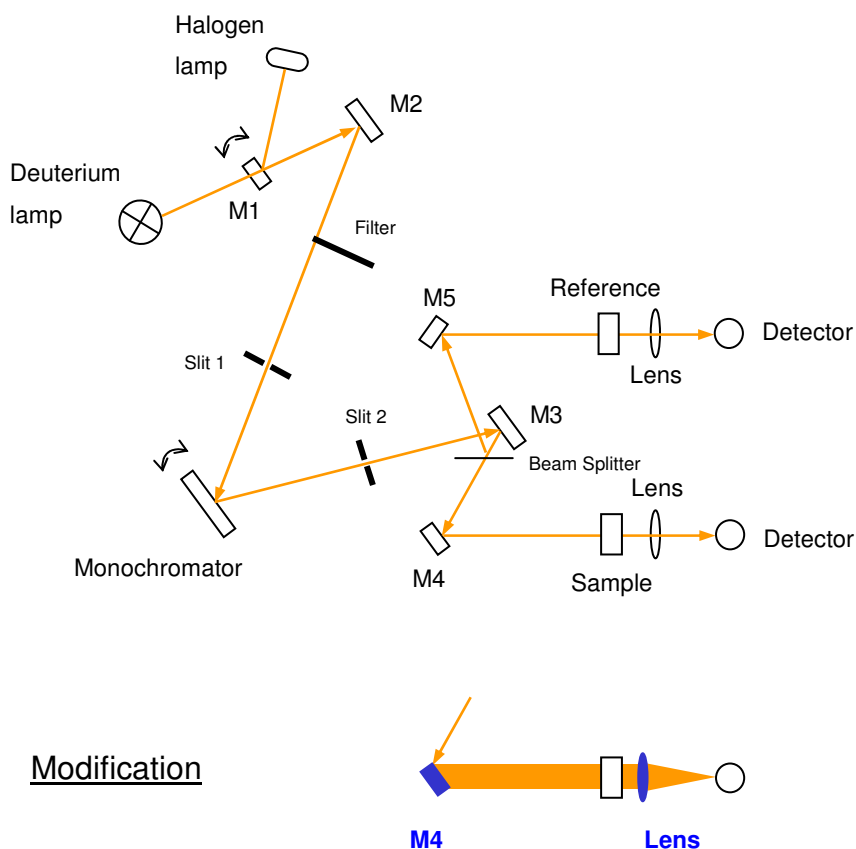 Halogen
lamp
M2
Deuterium
lamp
M1
Filter
M5
Reference
Detector
Lens
Slit 1
Slit 2
M3
Beam Splitter
Lens
Detector
M4
Sample
Monochromator
Modification
M4
Lens